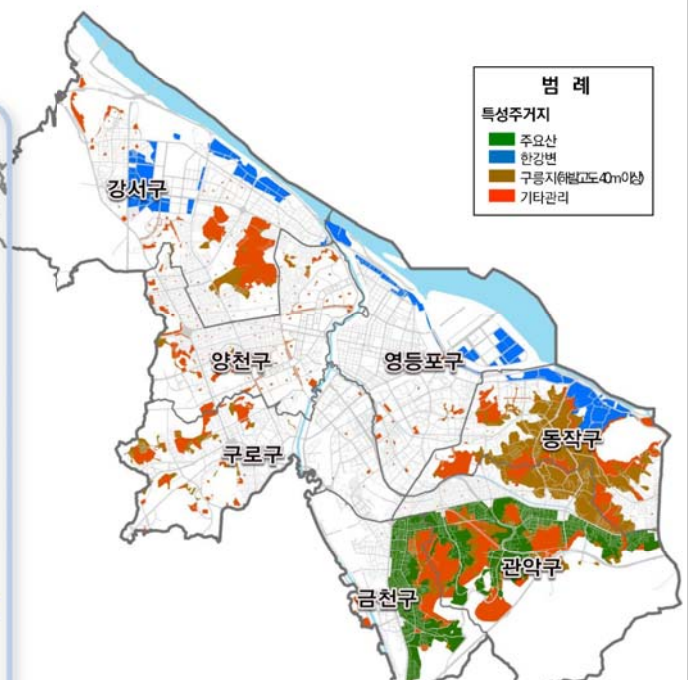 범 례
특성주거지
주요산
한강변
구릉지(해발고도40m이상)
기타관리
강서구
양천구
영등포구
구로구
동작구
관악구
금천구